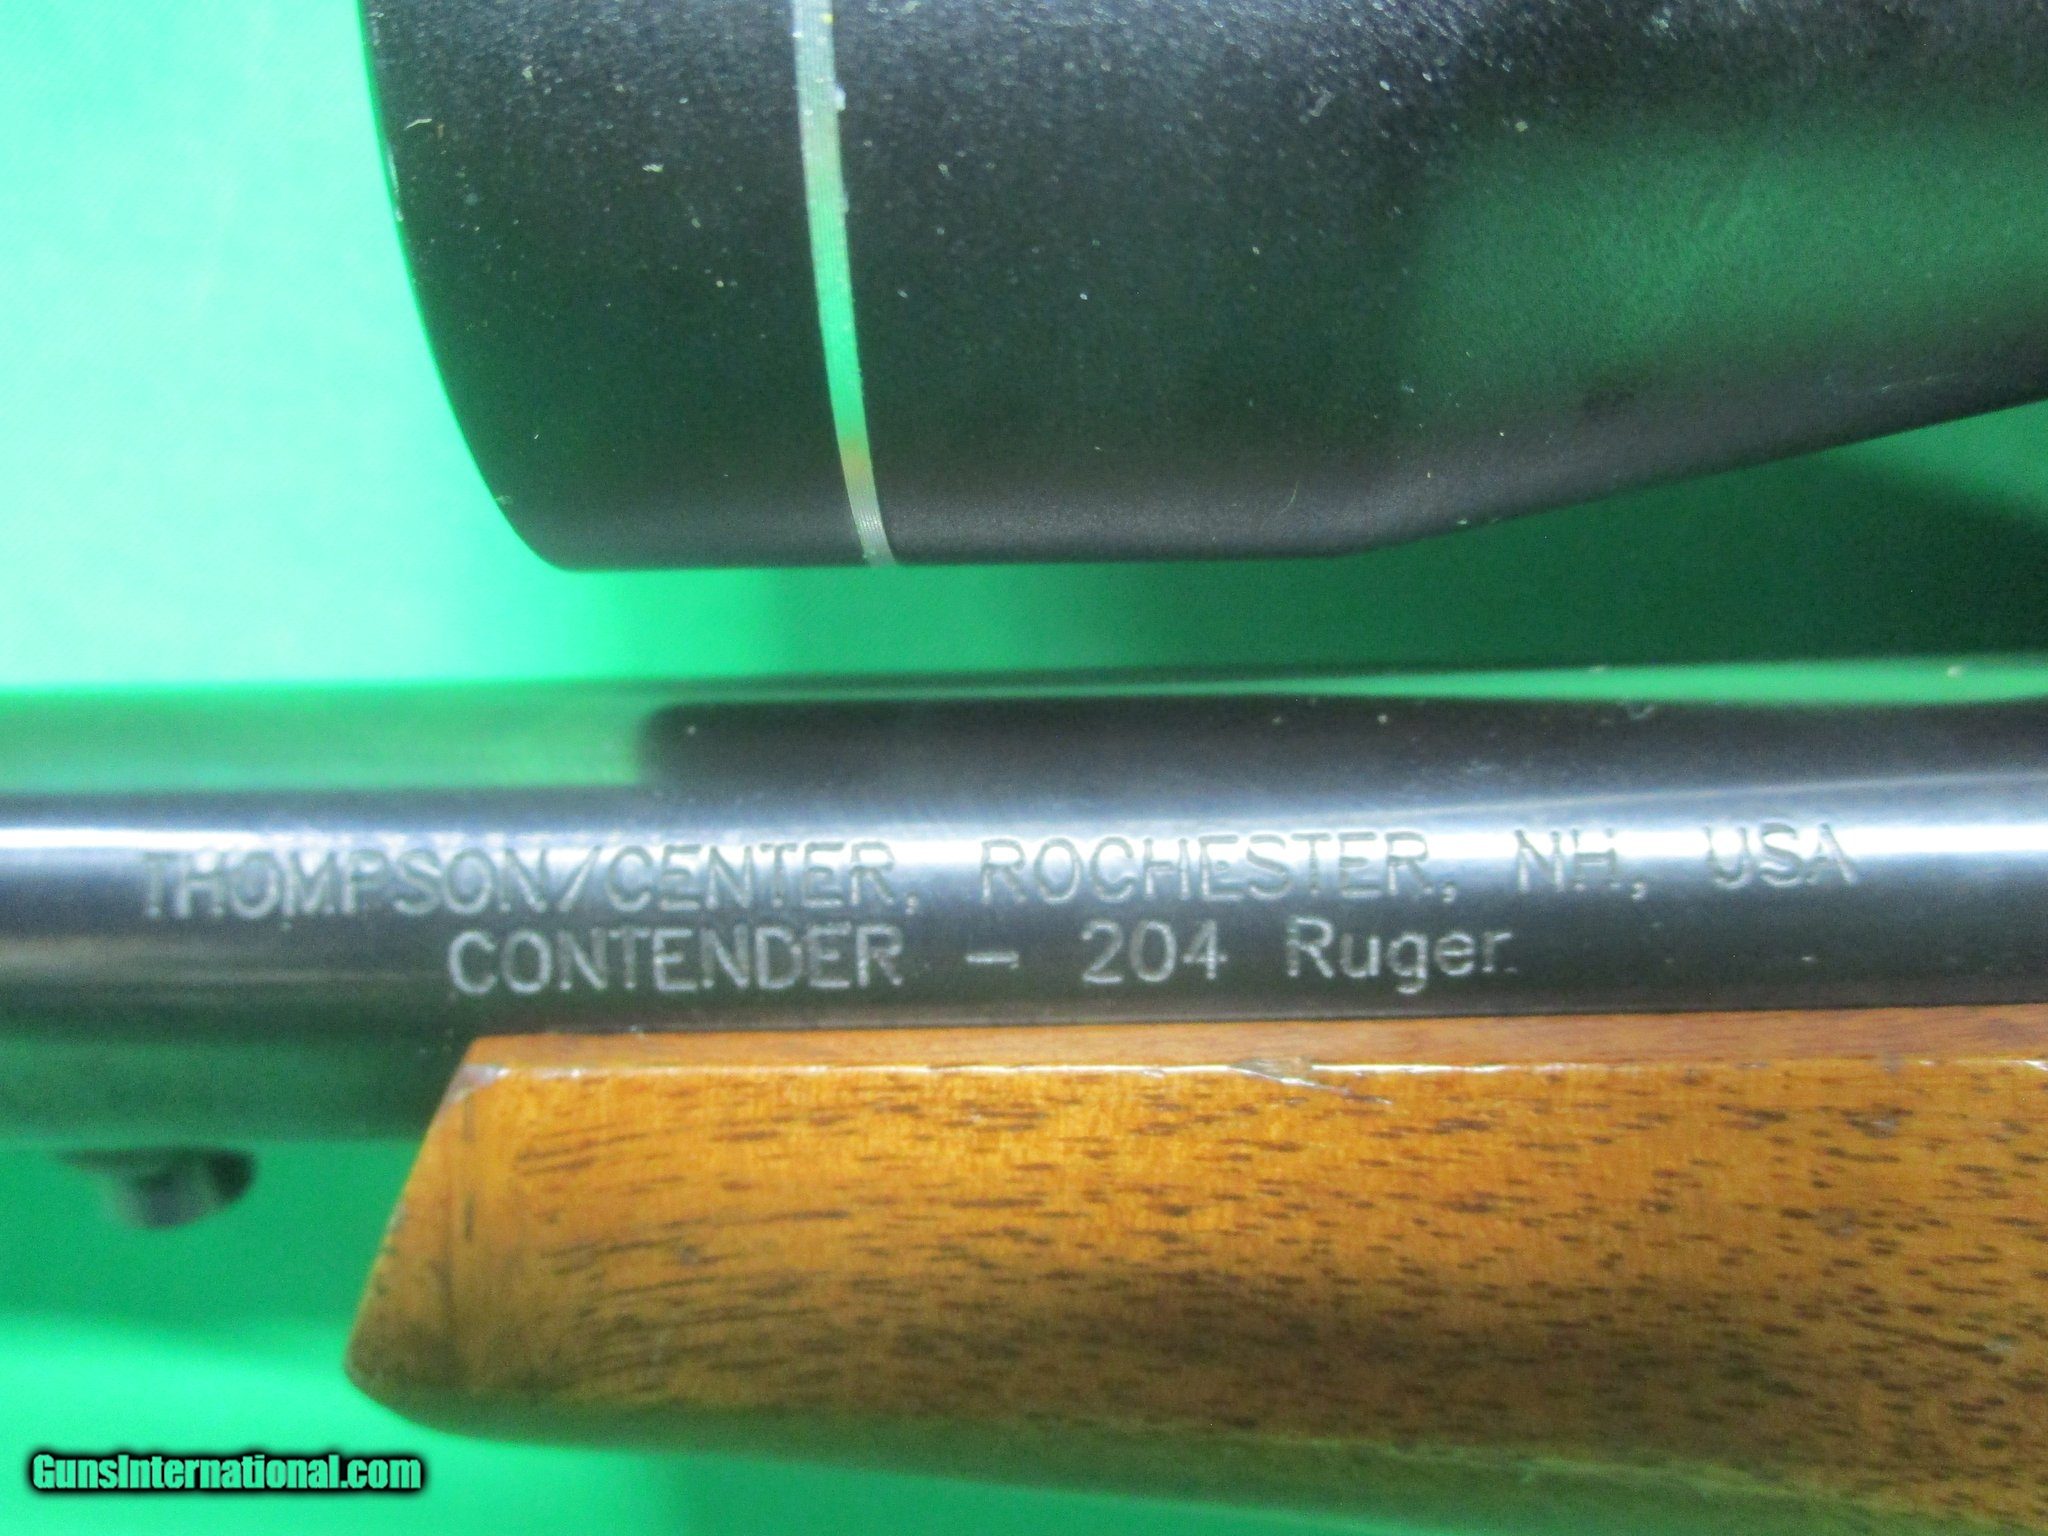 THOMPSON/CENTER, ROCHESTER, NH, USA
CONTENDER - 204 Ruger
GunsInternational.com